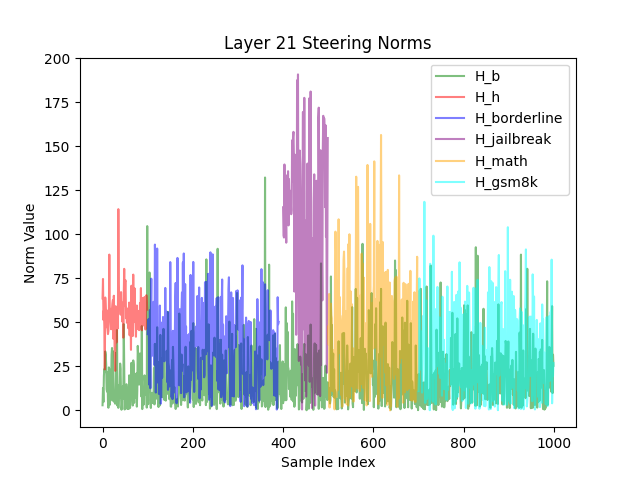 Layer 21 Steering Norms
200
175
150
125
100
75
50
25
0
Norm Value
H_b
H_h
H_borderline
H_jailbreak
H_math
H_gsm8k
0 200 400 600 800 1000
Sample Index